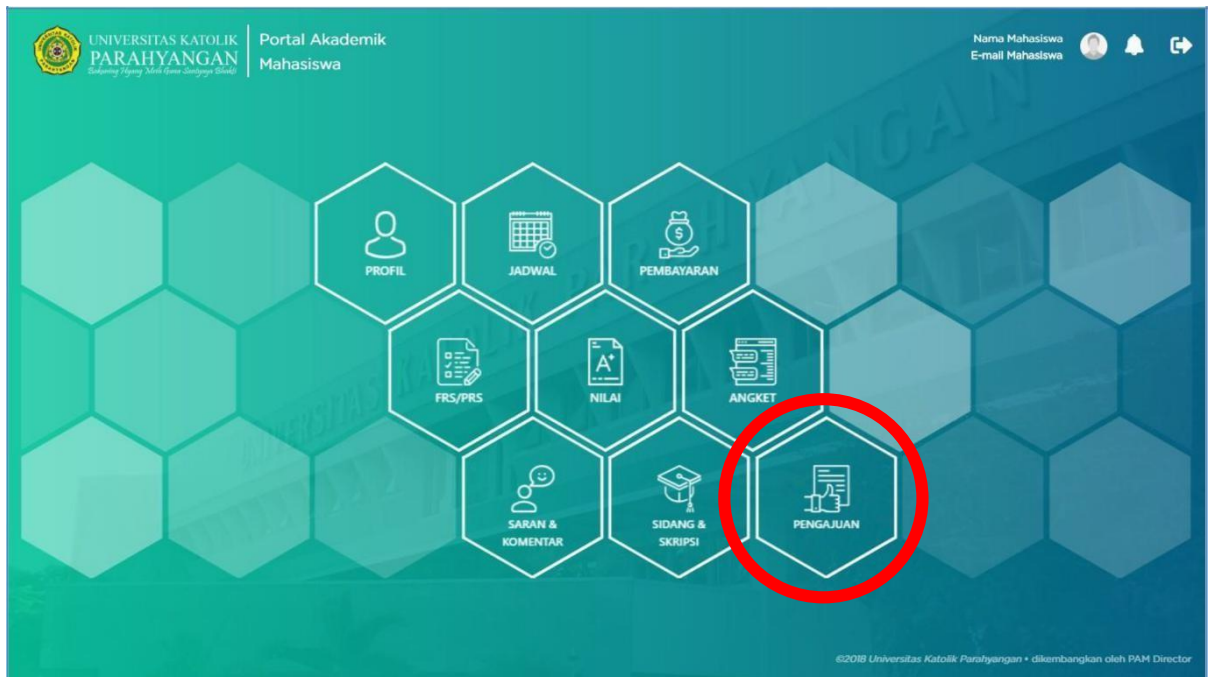 UNIVERSITAS KATOLIK
PARAHYANGAN
Portal Akademik
Mahasiswa
Nama Mahasiswa
E-mail Mahasiswa
PROFIL
JADWAL
PEMBAYARAN
FRS/PRS
A+
NILAI
ANGKET
SARAN &
KOMENTAR
SIDANG &
SKRIPSI
PENGAJUAN
©2018 Universitas Katolik Parahyangan • dikembangkan oleh PAM Director